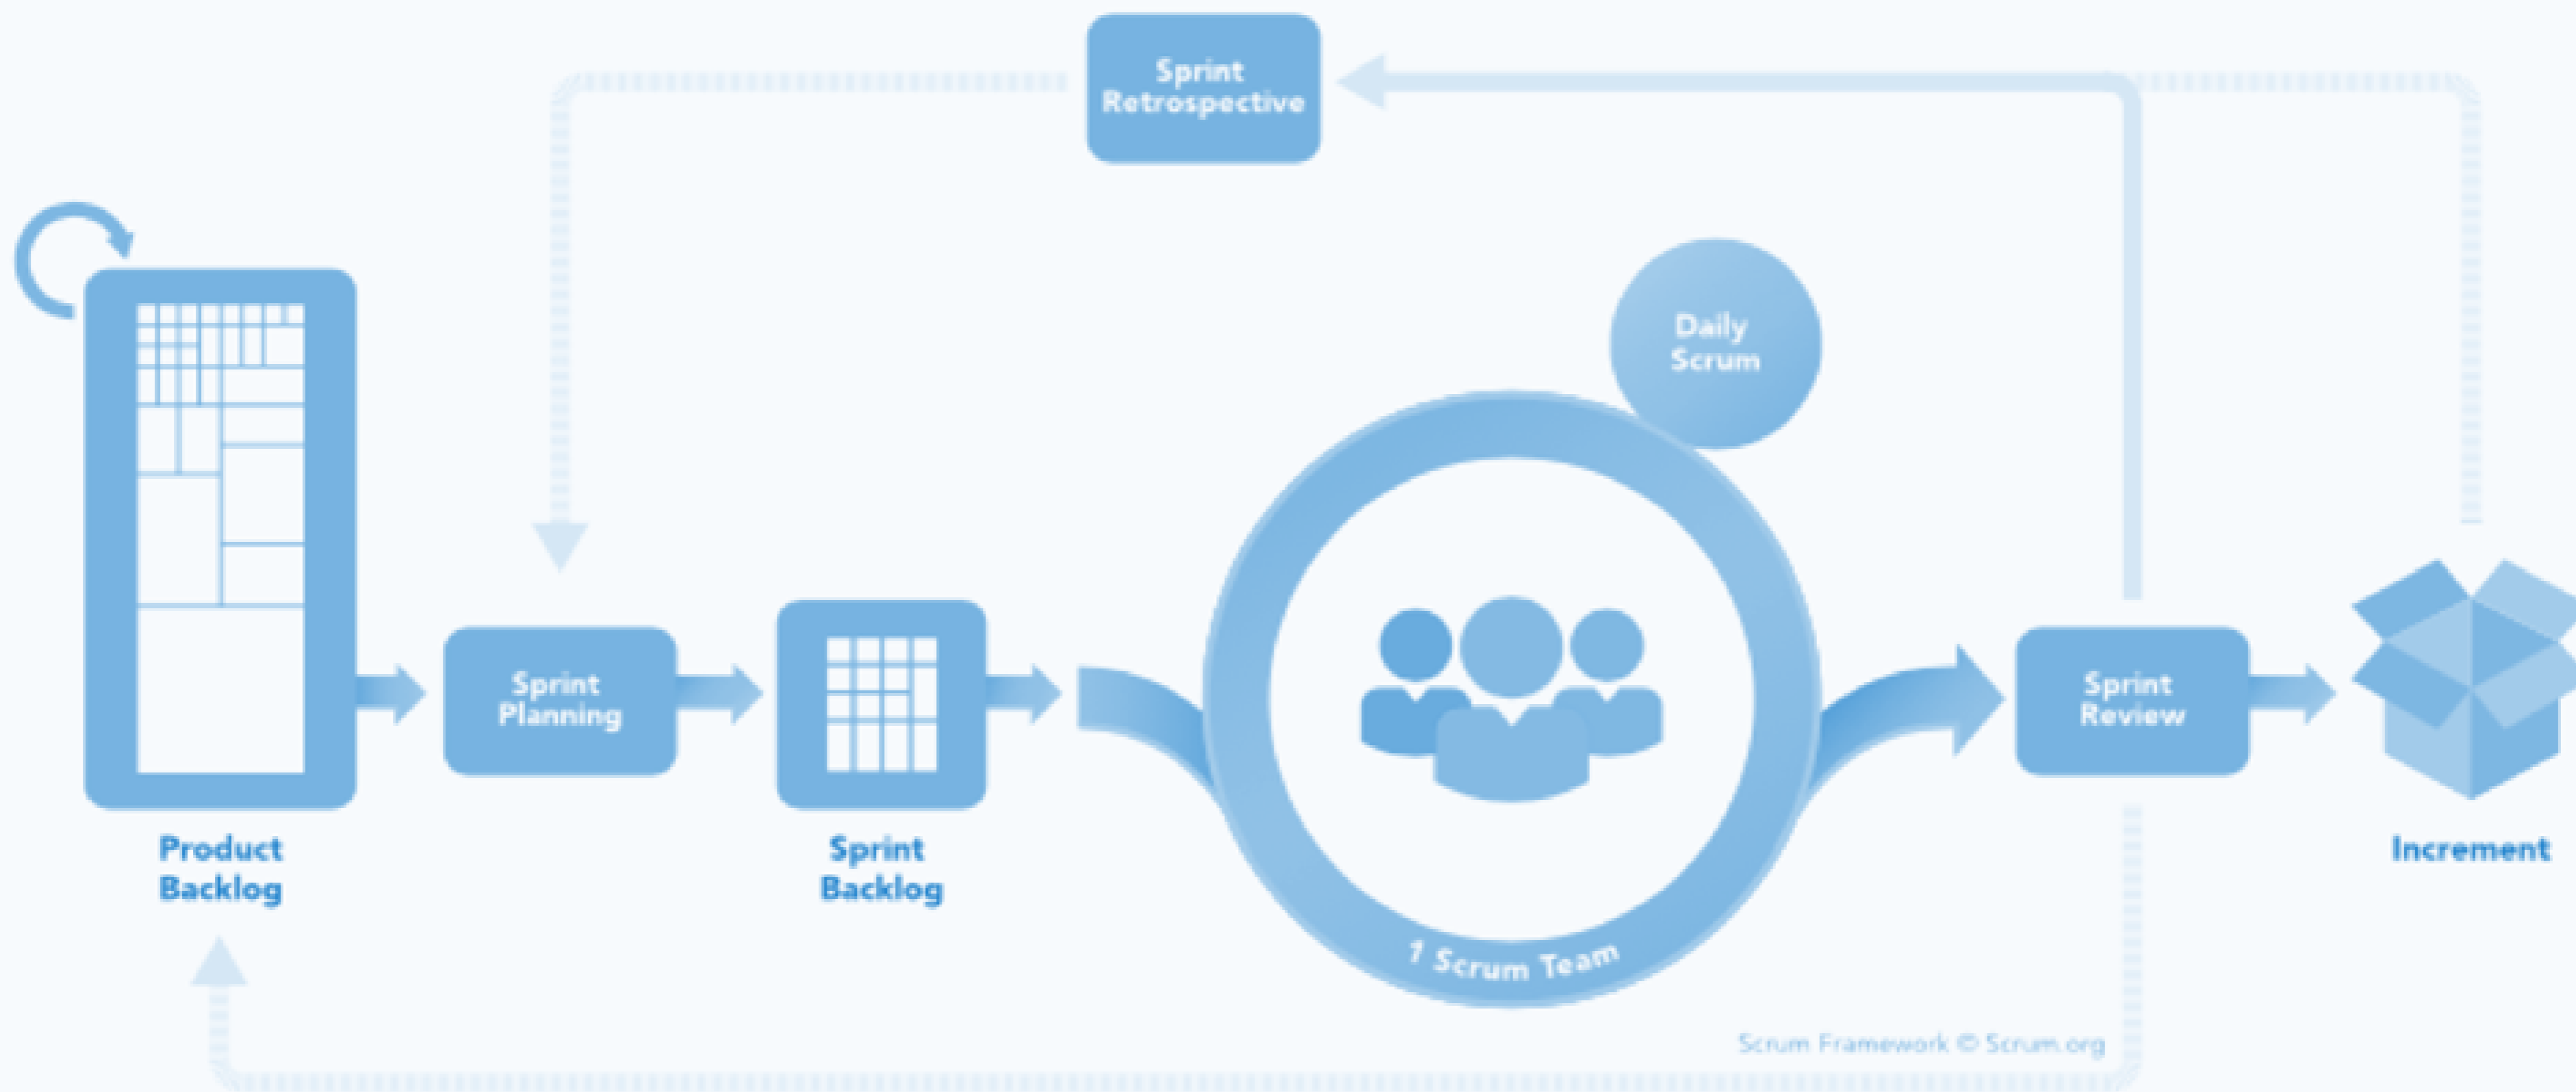 Sprint
Retrospective
Daily
Scrum
Sprint
Planning
Sprint
Review
Product
Backlog
Sprint
Backlog
Increment
1 Scrum Team
Scrum Framework © Scrum.org